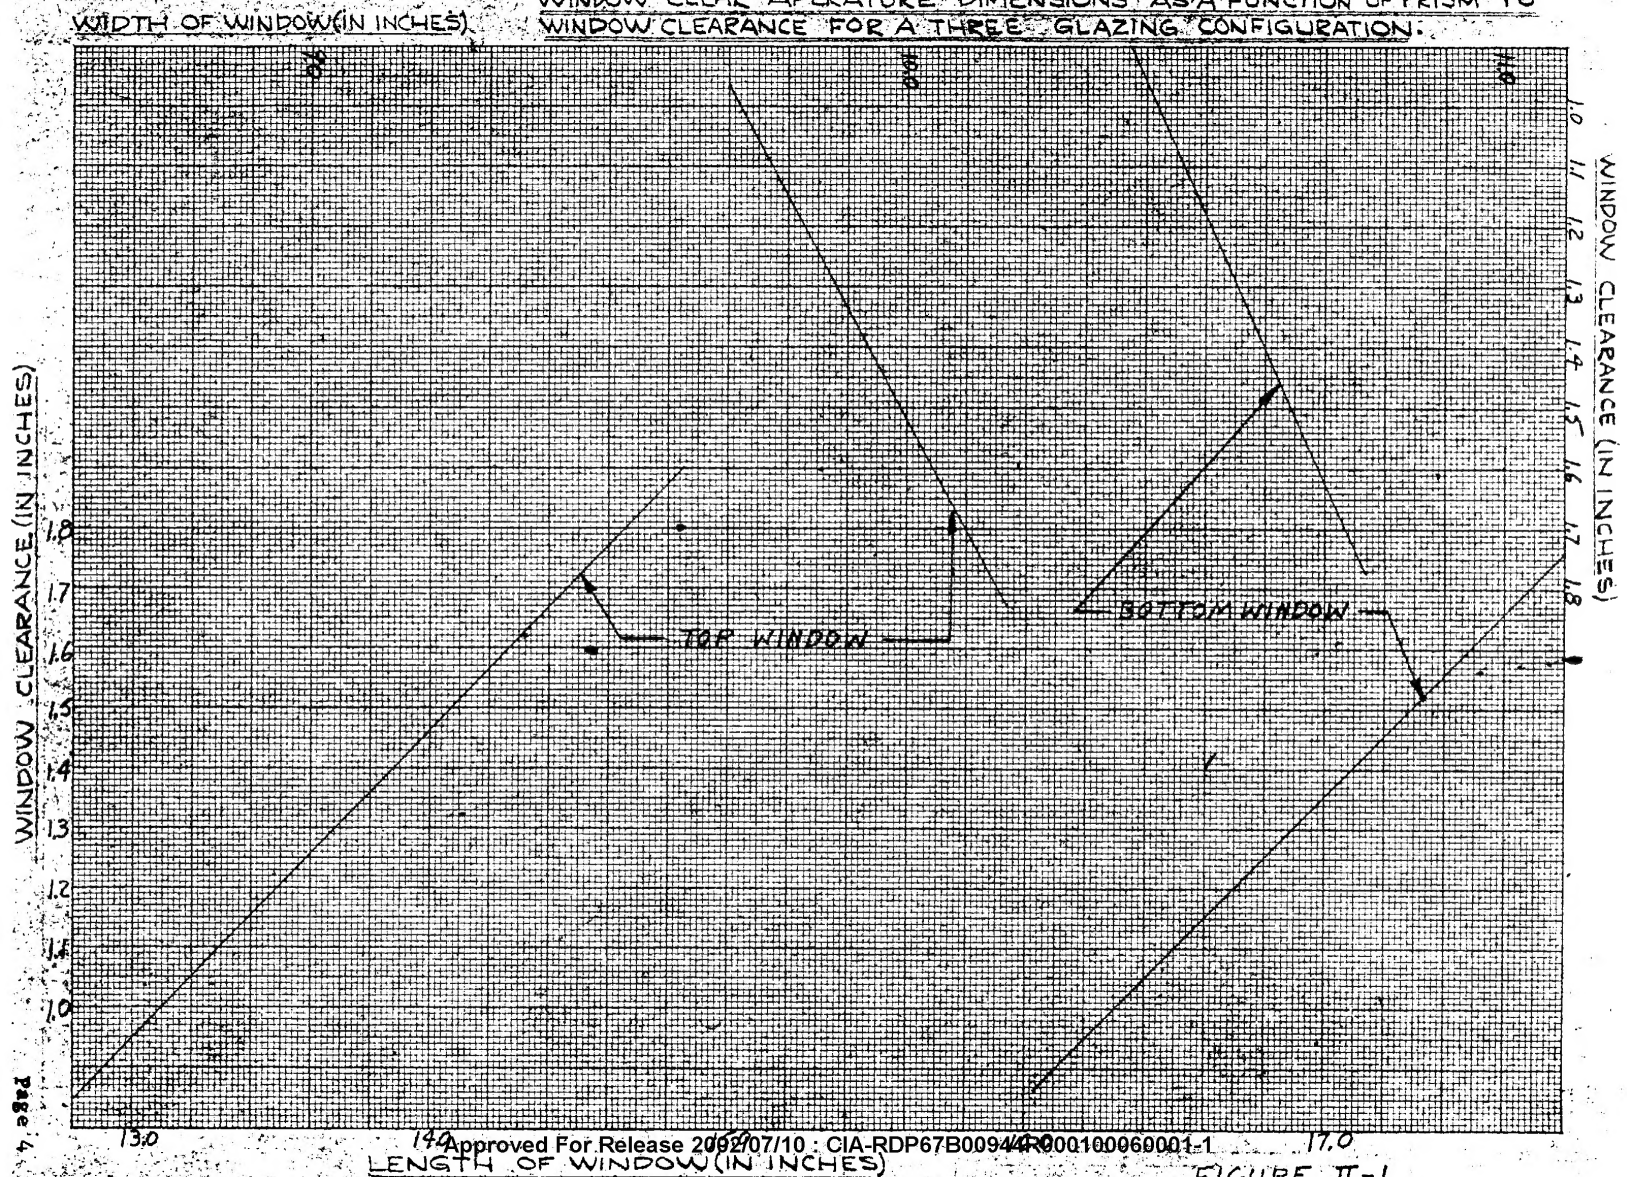 WINDOW CLEAR APERATURE DIMENSIONS AS A FUNCTION OF PRISM TO
WIDTH OF WINDOW (IN INCHES)
WINDOW CLEARANCE FOR A THREE GLAZING CONFIGURATION.
9.0
10.0
11.0
1.0
1.1
1.2
1.3
1.4
1.5
1.6
1.7
1.8
WINDOW CLEARANCE (IN INCHES)
WINDOW CLEARANCE (IN INCHES)
1.8
1.7
1.6
1.5
1.4
1.3
1.2
1.1
1.0
TOP WINDOW
BOTTOM WINDOW
13.0
14.0
17.0
Approved For Release 2002/07/10 : CIA-RDP67B00944R000100060001-1
LENGTH OF WINDOW (IN INCHES)
FIGURE II-1
Page 4